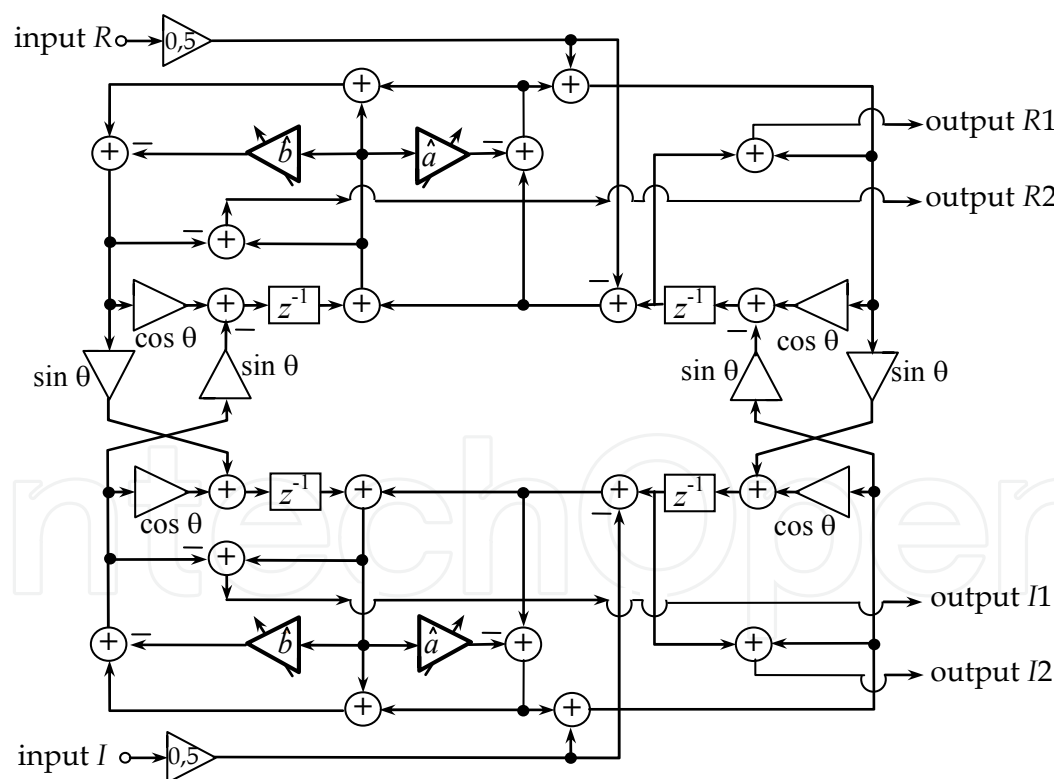 input R
0,5
+
+
+
−
b̂
â
−
+
+
output R1
output R2
−
+
−
cos θ
+
−
z⁻¹
+
+
z⁻¹
+
−
cos θ
sin θ
sin θ
sin θ
sin θ
cos θ
+
z⁻¹
+
−
+
z⁻¹
+
cos θ
−
+
output I1
+
−
b̂
â
−
+
+
output I2
+
+
input I
0,5
ntechOpen